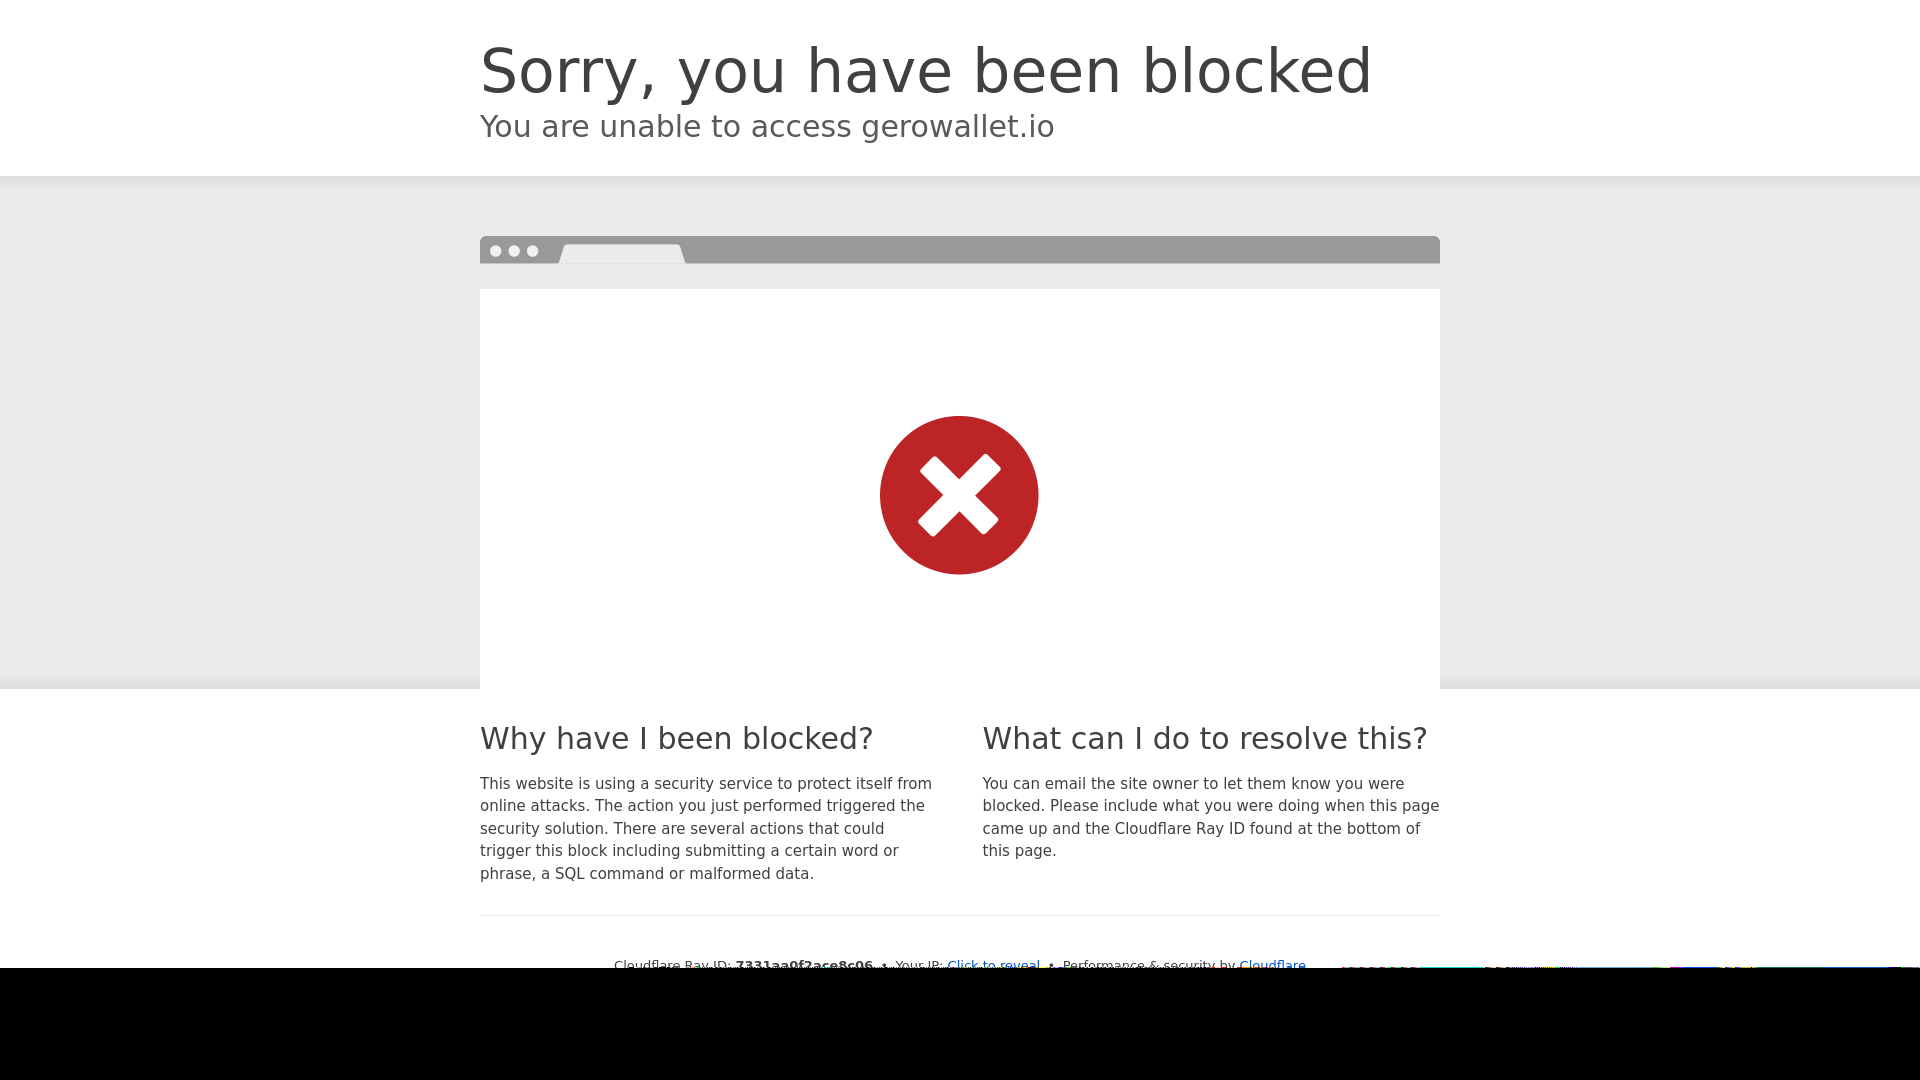 Sorry, you have been blocked
You are unable to access gerowallet.io
Why have I been blocked?
This website is using a security service to protect itself from
online attacks. The action you just performed triggered the
security solution. There are several actions that could
trigger this block including submitting a certain word or
phrase, a SQL command or malformed data.
What can I do to resolve this?
You can email the site owner to let them know you were
blocked. Please include what you were doing when this page
came up and the Cloudflare Ray ID found at the bottom of
this page.
Cloudflare Ray ID: 7331aa0f2ace8c06 • Your IP: Click to reveal • Performance & security by Cloudflare